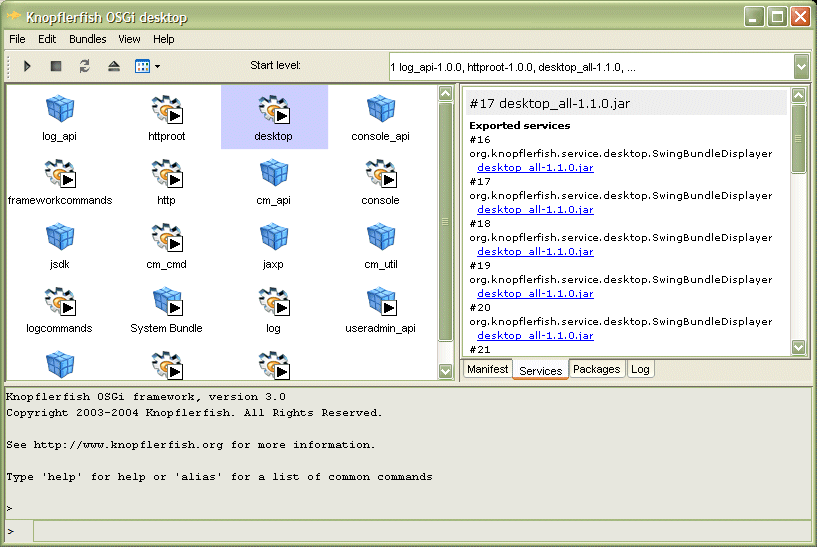 Knopflerfish OSGi desktop
File Edit Bundles View Help
Start level:
1 log_api-1.0.0, httproot-1.0.0, desktop_all-1.1.0, ...
log_api httproot desktop console_api
frameworkcommands http cm_api console
jsdk cm_cmd jaxp cm_util
logcommands System Bundle log useradmin_api
#17 desktop_all-1.1.0.jar
Exported services
#16
org.knopflerfish.service.desktop.SwingBundleDisplayer
desktop_all-1.1.0.jar
#17
org.knopflerfish.service.desktop.SwingBundleDisplayer
desktop_all-1.1.0.jar
#18
org.knopflerfish.service.desktop.SwingBundleDisplayer
desktop_all-1.1.0.jar
#19
org.knopflerfish.service.desktop.SwingBundleDisplayer
desktop_all-1.1.0.jar
#20
org.knopflerfish.service.desktop.SwingBundleDisplayer
desktop_all-1.1.0.jar
#21
Manifest Services Packages Log
Knopflerfish OSGi framework, version 3.0
Copyright 2003-2004 Knopflerfish. All Rights Reserved.
See http://www.knopflerfish.org for more information.
Type 'help' for help or 'alias' for a list of common commands
>
>